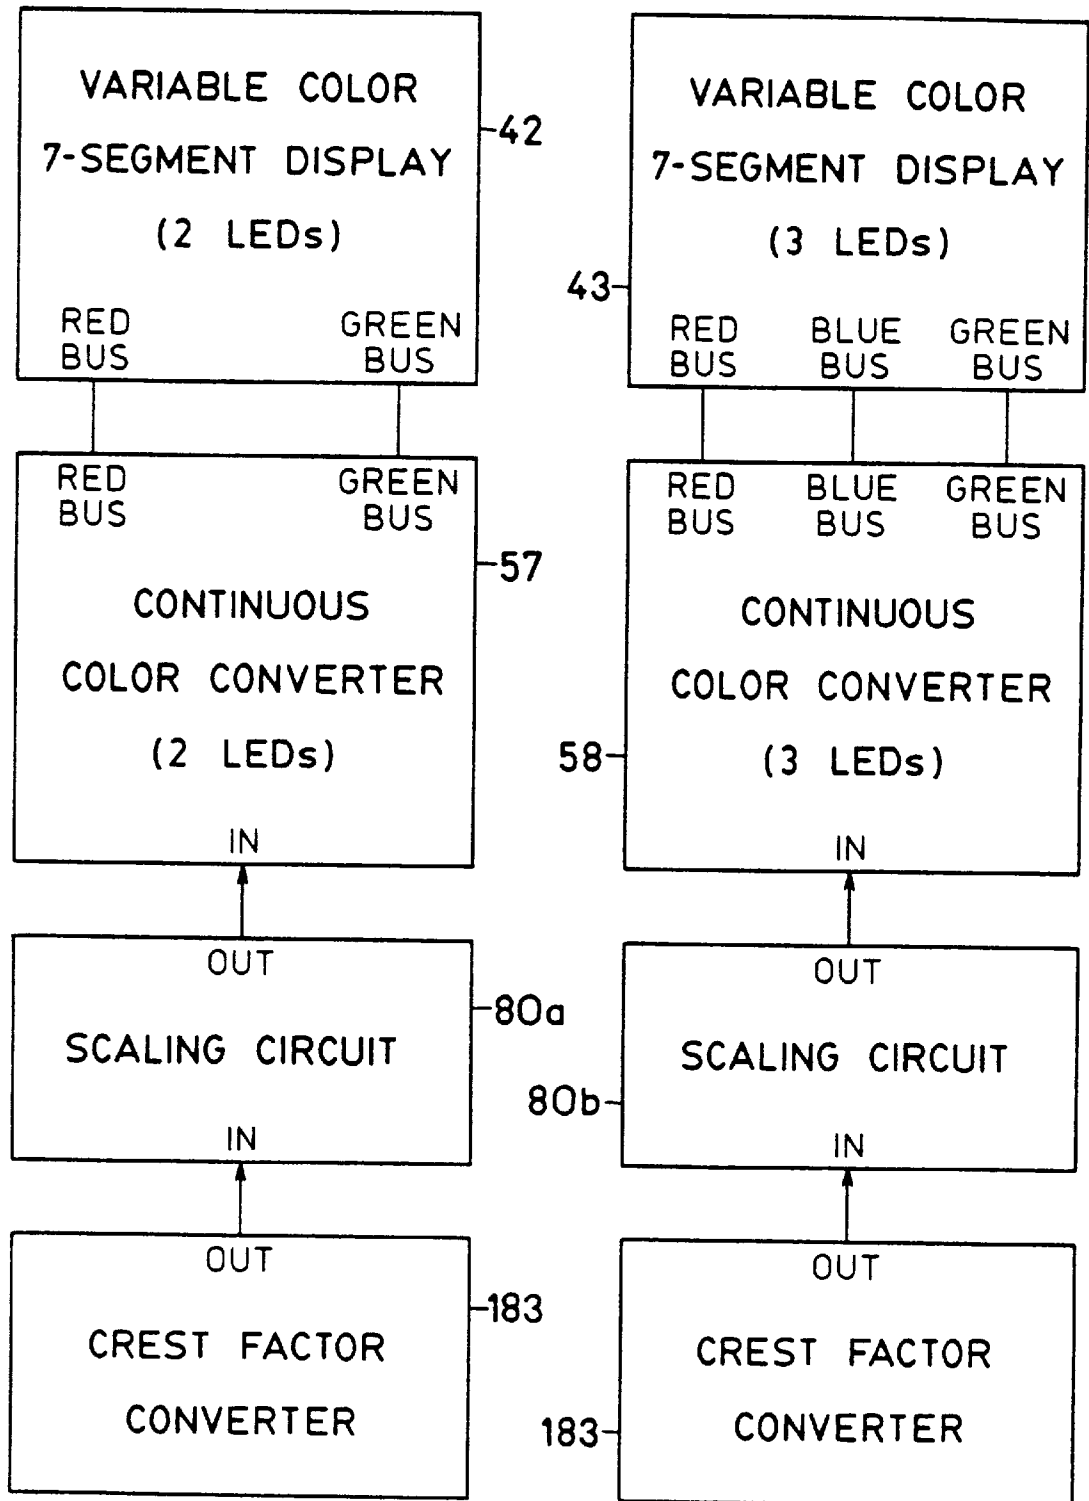 VARIABLE COLOR
7-SEGMENT DISPLAY
(2 LEDs)
RED BUS
GREEN BUS
42
RED BUS
GREEN BUS
CONTINUOUS
COLOR CONVERTER
(2 LEDs)
IN
57
OUT
SCALING CIRCUIT
IN
80a
OUT
CREST FACTOR
CONVERTER
183
VARIABLE COLOR
7-SEGMENT DISPLAY
(3 LEDs)
RED BUS
BLUE BUS
GREEN BUS
43
RED BUS
BLUE BUS
GREEN BUS
CONTINUOUS
COLOR CONVERTER
(3 LEDs)
IN
58
OUT
SCALING CIRCUIT
IN
80b
OUT
CREST FACTOR
CONVERTER
183